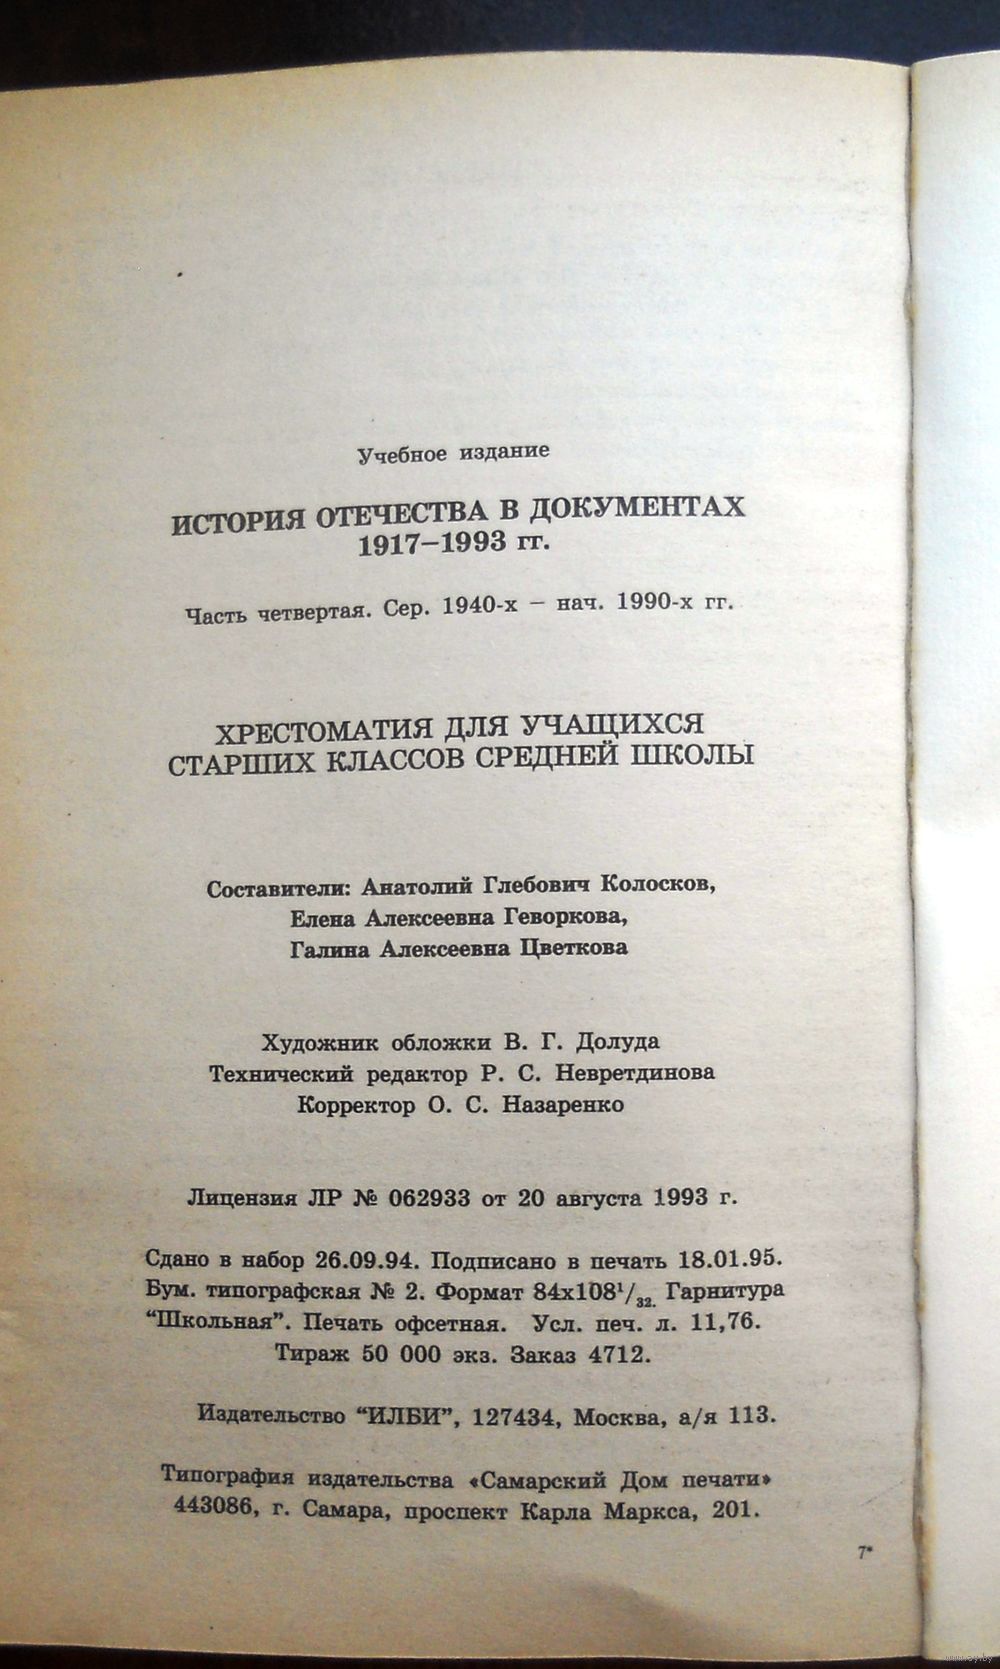 Учебное издание
ИСТОРИЯ ОТЕЧЕСТВА В ДОКУМЕНТАХ
1917–1993 гг.
Часть четвертая. Сер. 1940-х – нач. 1990-х гг.
ХРЕСТОМАТИЯ ДЛЯ УЧАЩИХСЯ
СТАРШИХ КЛАССОВ СРЕДНЕЙ ШКОЛЫ
Составители: Анатолий Глебович Колосков,
Елена Алексеевна Геворкова,
Галина Алексеевна Цветкова
Художник обложки В. Г. Долуда
Технический редактор Р. С. Невретдинова
Корректор О. С. Назаренко
Лицензия ЛР № 062933 от 20 августа 1993 г.
Сдано в набор 26.09.94. Подписано в печать 18.01.95.
Бум. типографская № 2. Формат 84х108¹/₃₂. Гарнитура
“Школьная”. Печать офсетная. Усл. печ. л. 11,76.
Тираж 50 000 экз. Заказ 4712.
Издательство “ИЛБИ”, 127434, Москва, а/я 113.
Типография издательства «Самарский Дом печати»
443086, г. Самара, проспект Карла Маркса, 201.
7*